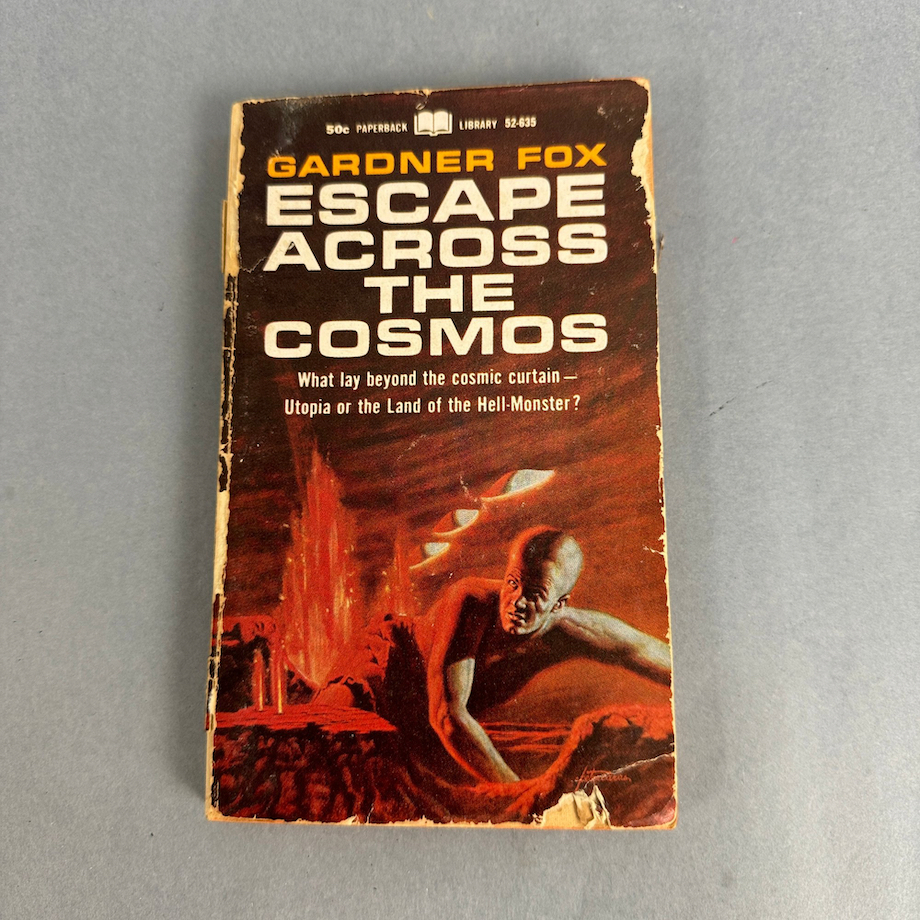 50c PAPERBACK LIBRARY 52-635
GARDNER FOX
ESCAPE
ACROSS
THE
COSMOS
What lay beyond the cosmic curtain—
Utopia or the Land of the Hell-Monster?